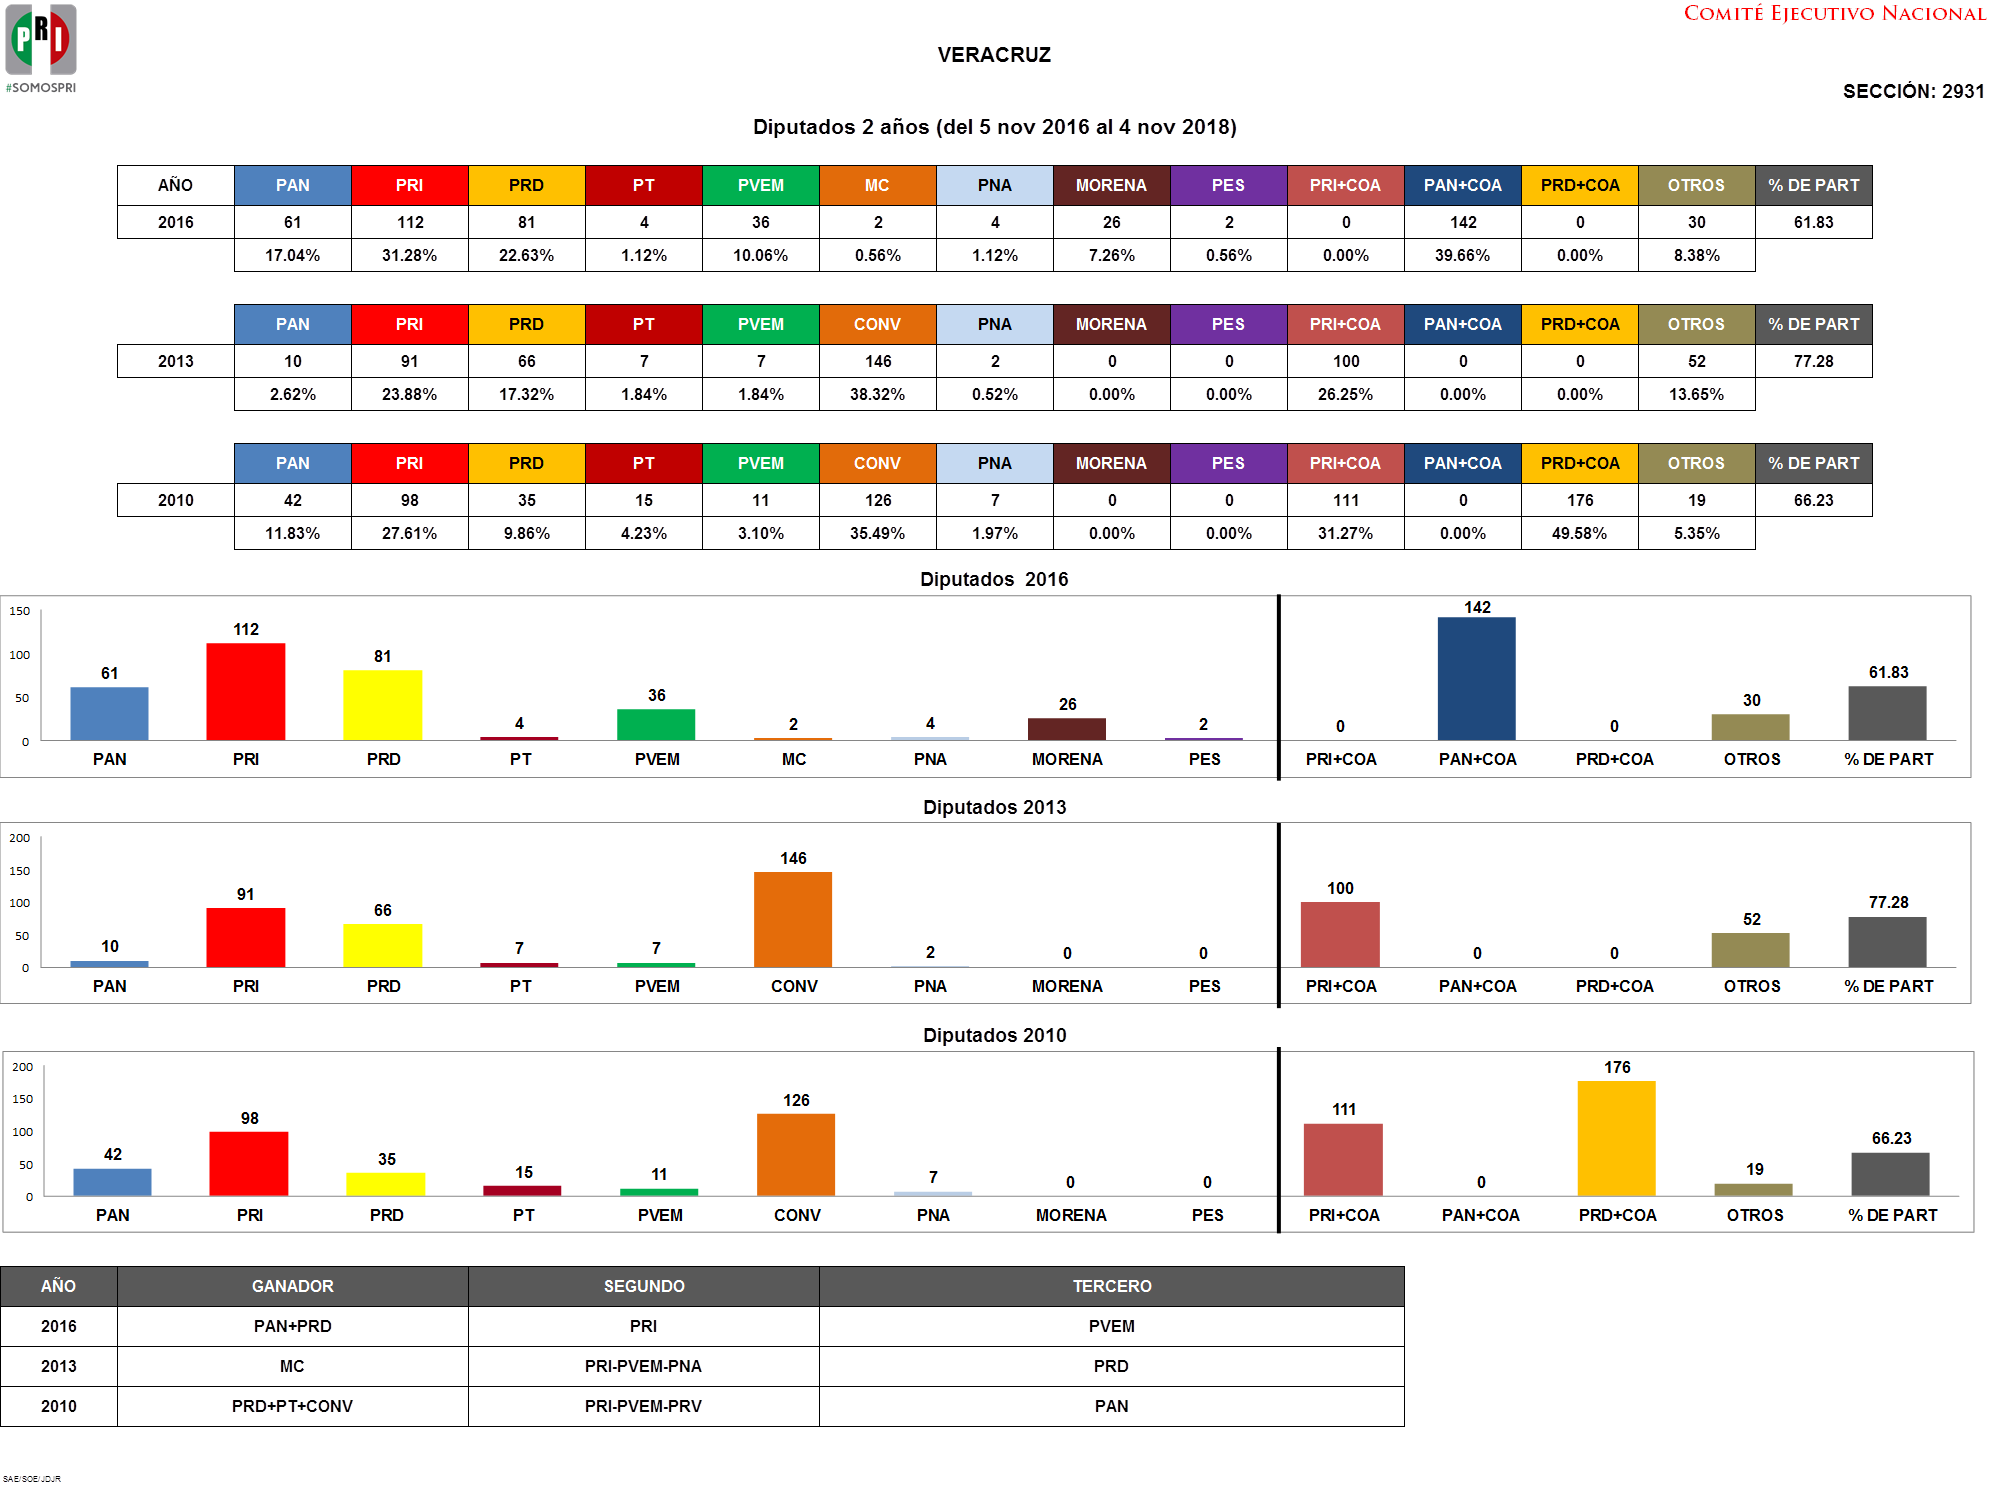 PRI
#SOMOSPRI
COMITÉ EJECUTIVO NACIONAL
VERACRUZ
SECCIÓN: 2931
Diputados 2 años (del 5 nov 2016 al 4 nov 2018)
AÑO PAN PRI PRD PT PVEM MC PNA MORENA PES PRI+COA PAN+COA PRD+COA OTROS % DE PART
2016 61 112 81 4 36 2 4 26 2 0 142 0 30 61.83
17.04% 31.28% 22.63% 1.12% 10.06% 0.56% 1.12% 7.26% 0.56% 0.00% 39.66% 0.00% 8.38%
PAN PRI PRD PT PVEM CONV PNA MORENA PES PRI+COA PAN+COA PRD+COA OTROS % DE PART
2013 10 91 66 7 7 146 2 0 0 100 0 0 52 77.28
2.62% 23.88% 17.32% 1.84% 1.84% 38.32% 0.52% 0.00% 0.00% 26.25% 0.00% 0.00% 13.65%
PAN PRI PRD PT PVEM CONV PNA MORENA PES PRI+COA PAN+COA PRD+COA OTROS % DE PART
2010 42 98 35 15 11 126 7 0 0 111 0 176 19 66.23
11.83% 27.61% 9.86% 4.23% 3.10% 35.49% 1.97% 0.00% 0.00% 31.27% 0.00% 49.58% 5.35%
Diputados 2016
150
100
50
0
61 112 81 4 36 2 4 26 2 0 142 0 30 61.83
PAN PRI PRD PT PVEM MC PNA MORENA PES PRI+COA PAN+COA PRD+COA OTROS % DE PART
Diputados 2013
200
150
100
50
0
10 91 66 7 7 146 2 0 0 100 0 0 52 77.28
PAN PRI PRD PT PVEM CONV PNA MORENA PES PRI+COA PAN+COA PRD+COA OTROS % DE PART
Diputados 2010
200
150
100
50
0
42 98 35 15 11 126 7 0 0 111 0 176 19 66.23
PAN PRI PRD PT PVEM CONV PNA MORENA PES PRI+COA PAN+COA PRD+COA OTROS % DE PART
AÑO GANADOR SEGUNDO TERCERO
2016 PAN+PRD PRI PVEM
2013 MC PRI-PVEM-PNA PRD
2010 PRD+PT+CONV PRI-PVEM-PRV PAN
SAE/SOE/JDJR